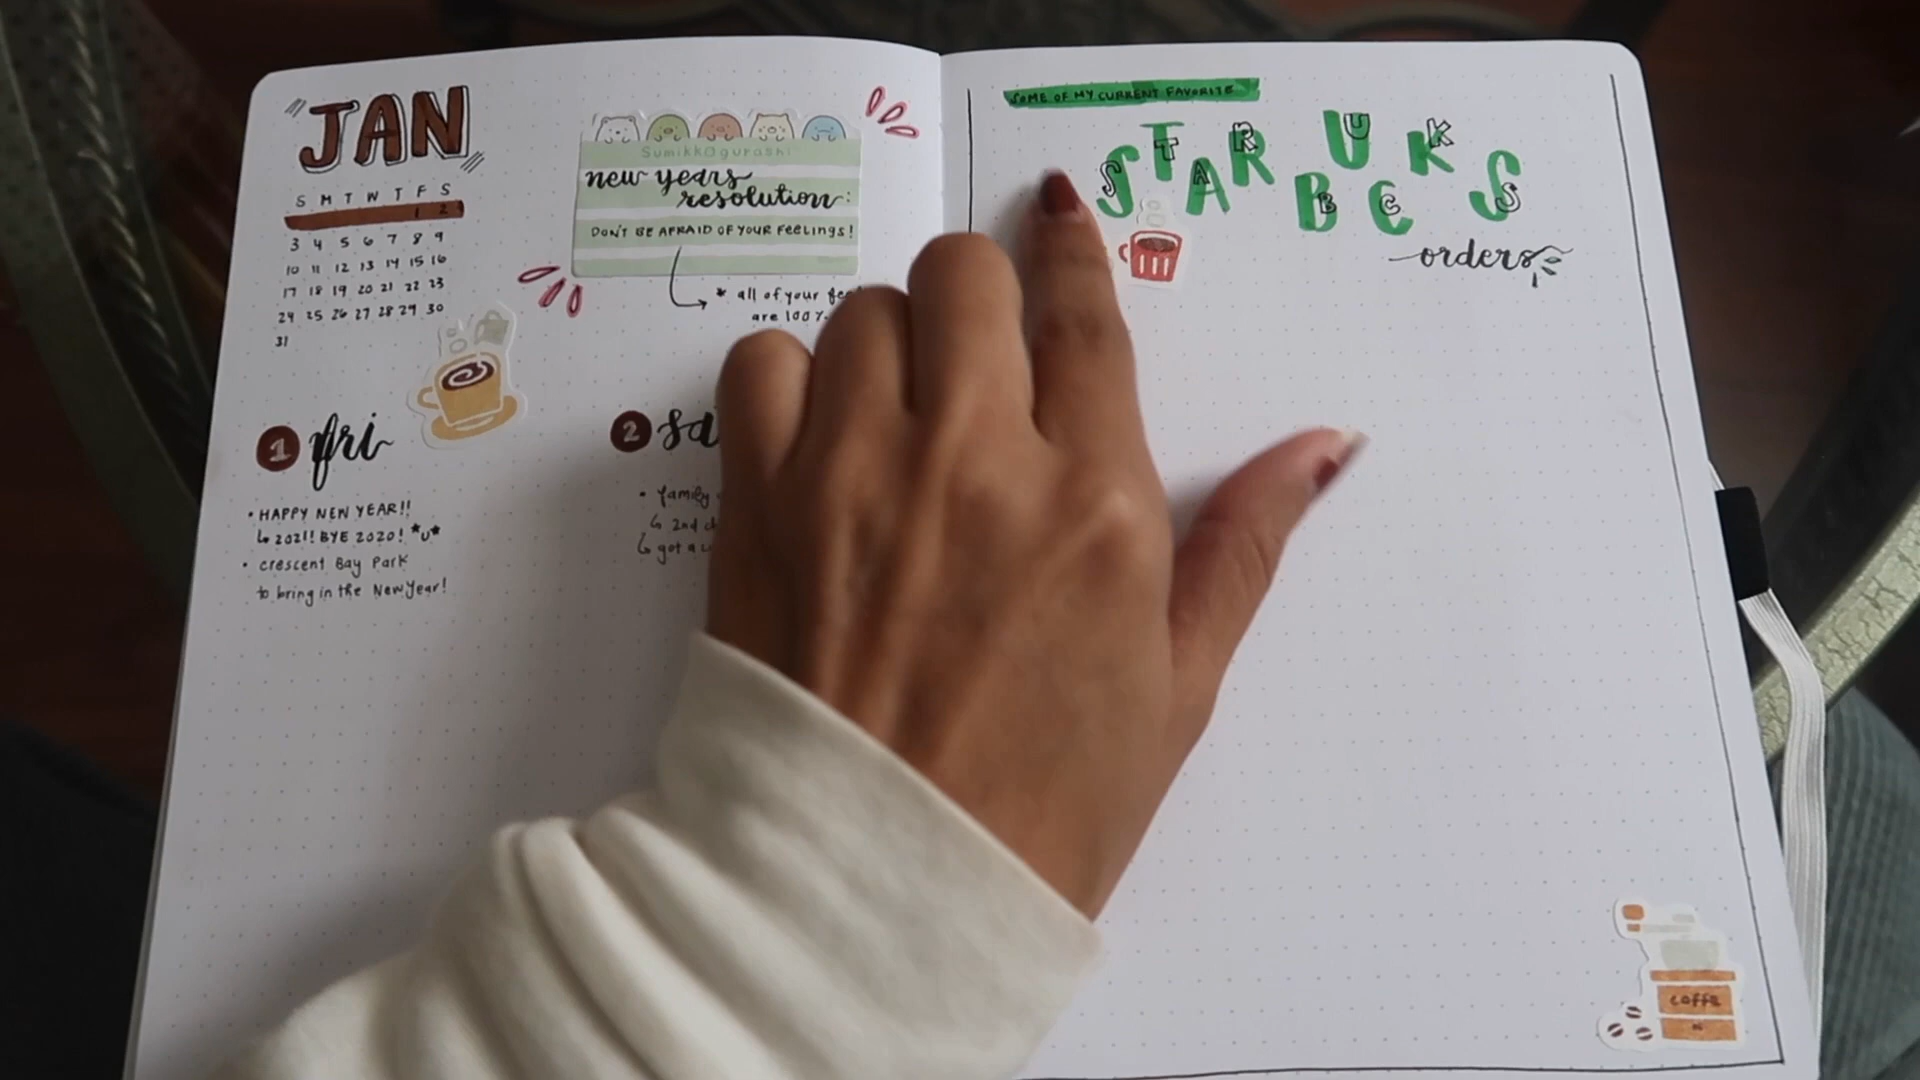 JAN
S M T W T F S
1 2
3 4 5 6 7 8 9
10 11 12 13 14 15 16
17 18 19 20 21 22 23
24 25 26 27 28 29 30
31
Sumikkogurashi
new years
resolution:
DON'T BE AFRAID OF YOUR FEELINGS!
* all of your
are 100%
1 fri
• HAPPY NEW YEAR!!
↳ 2021! BYE 2020! *u*
• crescent Bay Park
to bring in the New Year!
2
• family
↳ 2nd
↳ got a
SOME OF MY CURRENT FAVORITE
STARBUCKS
orders
coffe